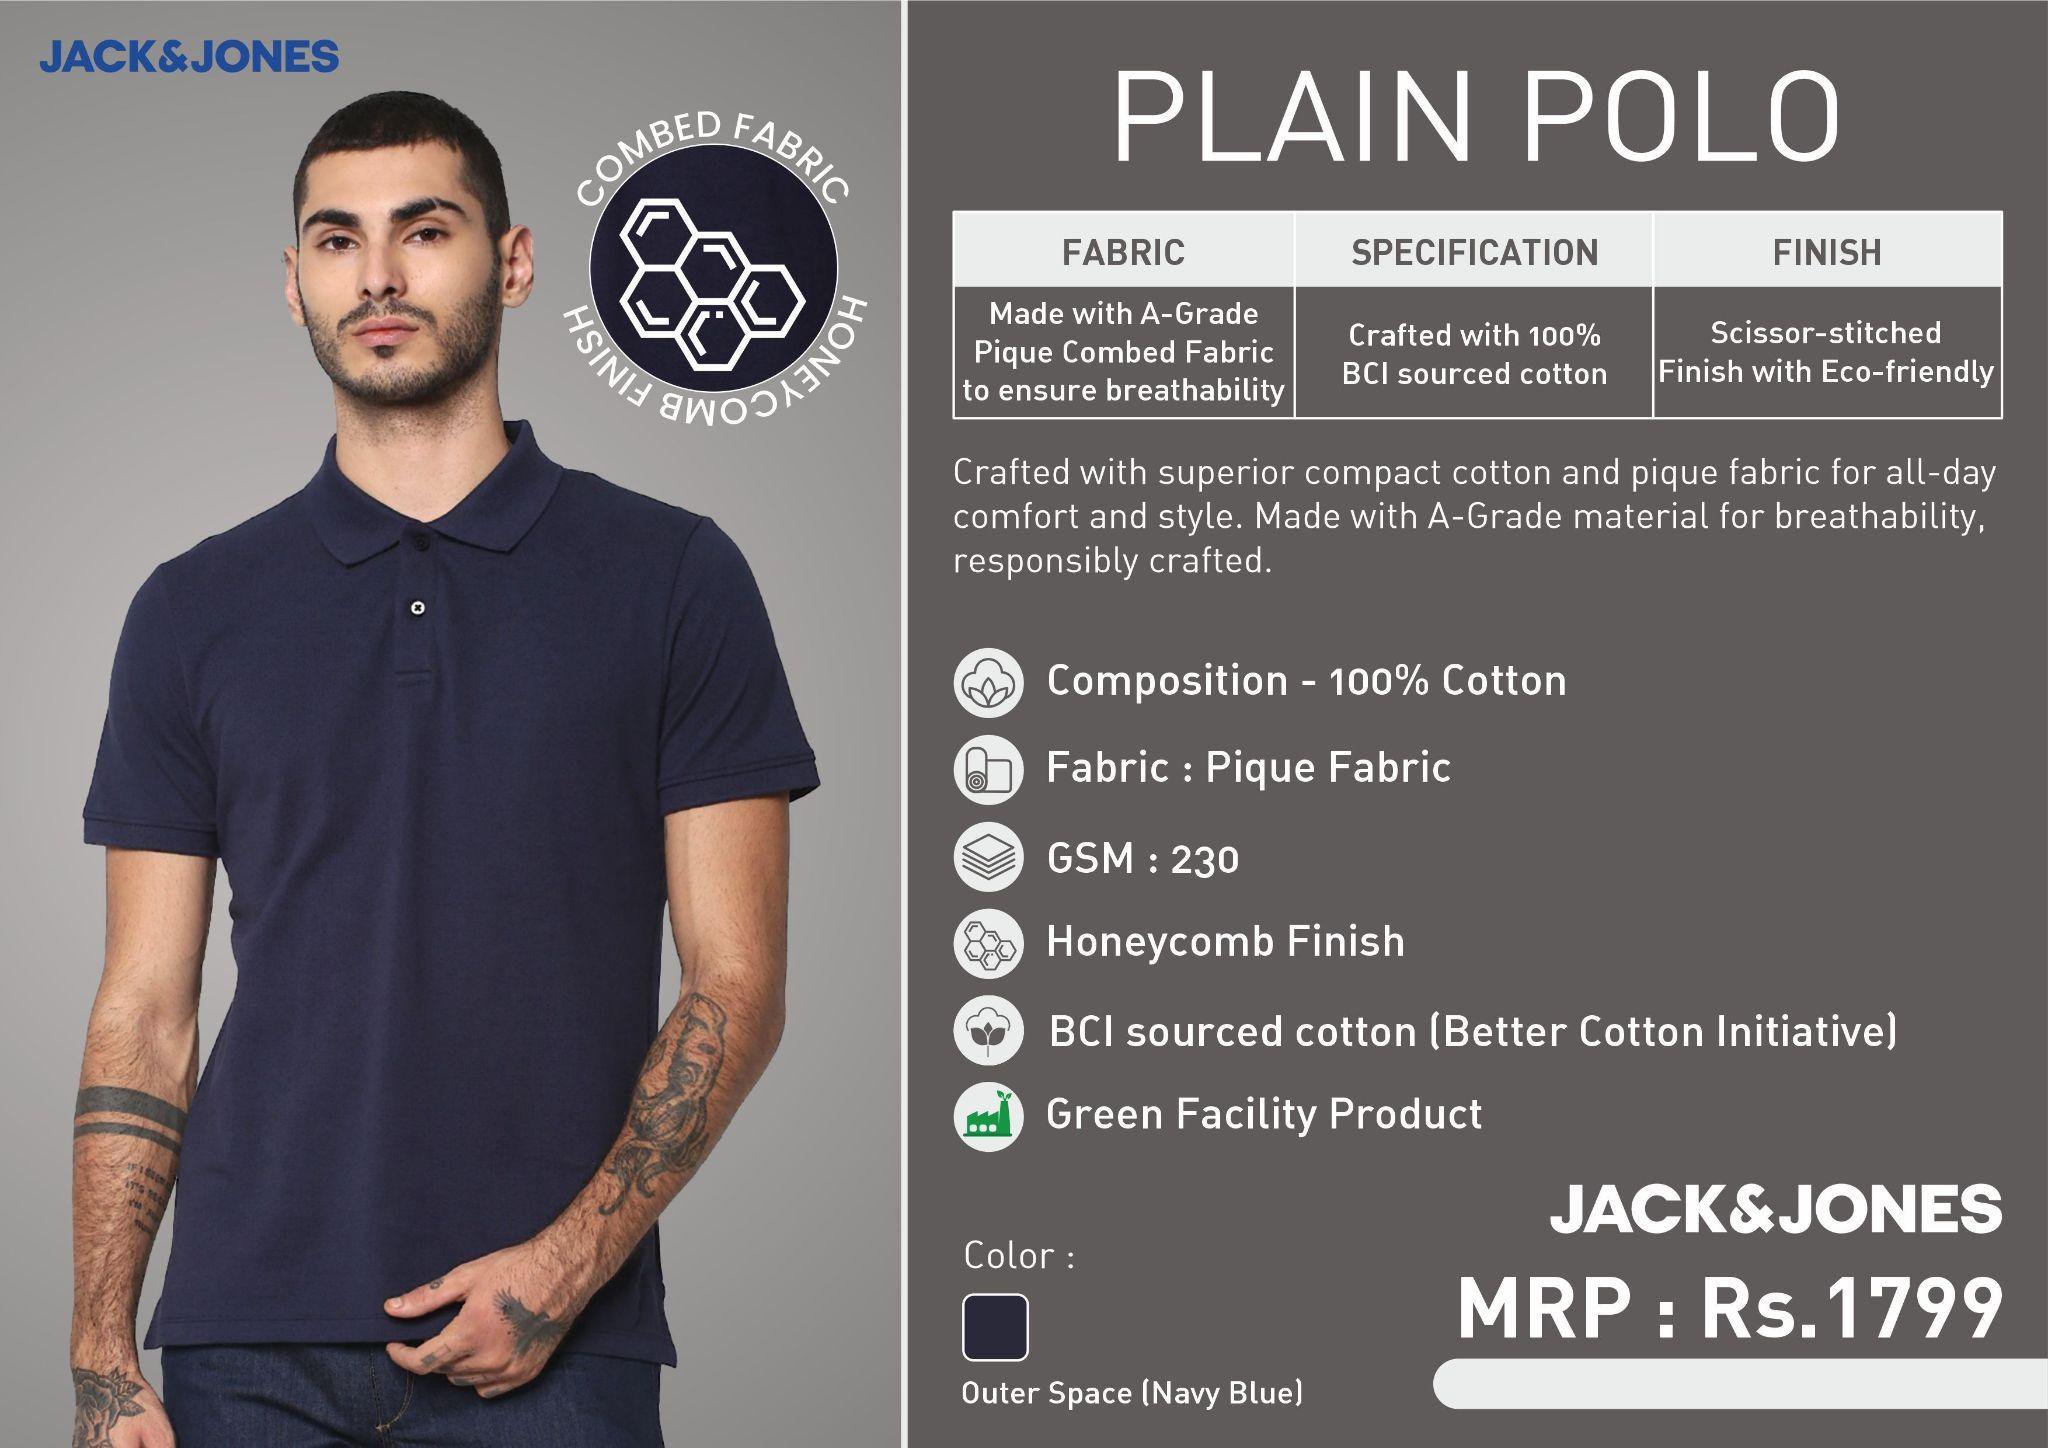 JACK&JONES
COMBED FABRIC
HONEYCOMB FINISH
PLAIN POLO
FABRIC
SPECIFICATION
FINISH
Made with A-Grade
Pique Combed Fabric
to ensure breathability
Crafted with 100%
BCI sourced cotton
Scissor-stitched
Finish with Eco-friendly
Crafted with superior compact cotton and pique fabric for all-day
comfort and style. Made with A-Grade material for breathability,
responsibly crafted.
Composition - 100% Cotton
Fabric : Pique Fabric
GSM : 230
Honeycomb Finish
BCI sourced cotton (Better Cotton Initiative)
Green Facility Product
JACK&JONES
MRP : Rs.1799
Color :
Outer Space (Navy Blue)